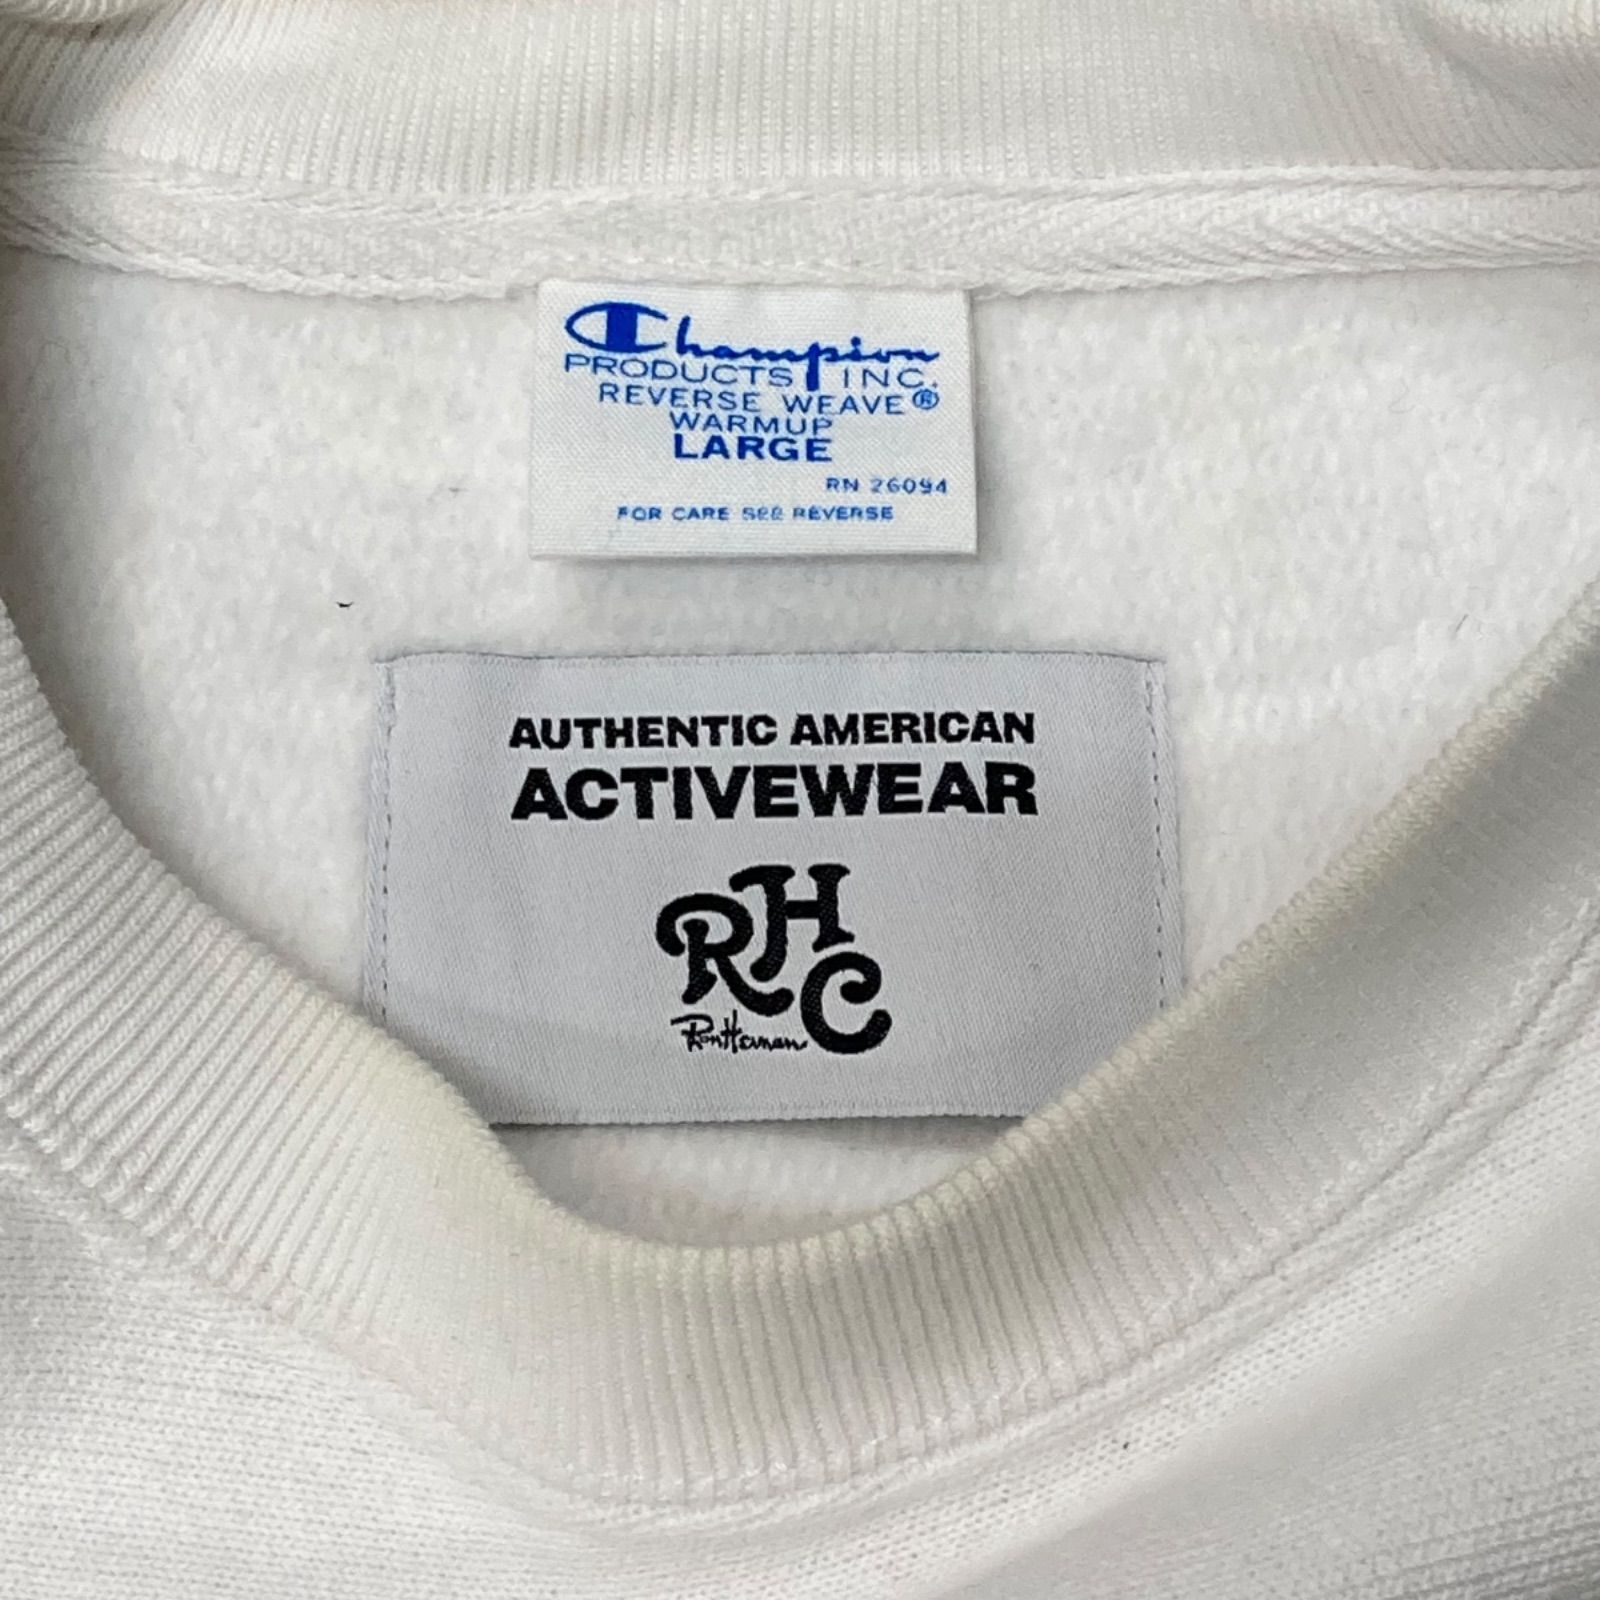 Champion
PRODUCTS INC.
REVERSE WEAVE®
WARMUP
LARGE
RN 26094
FOR CARE SEE REVERSE
AUTHENTIC AMERICAN
ACTIVEWEAR
RHC
Ron Herman